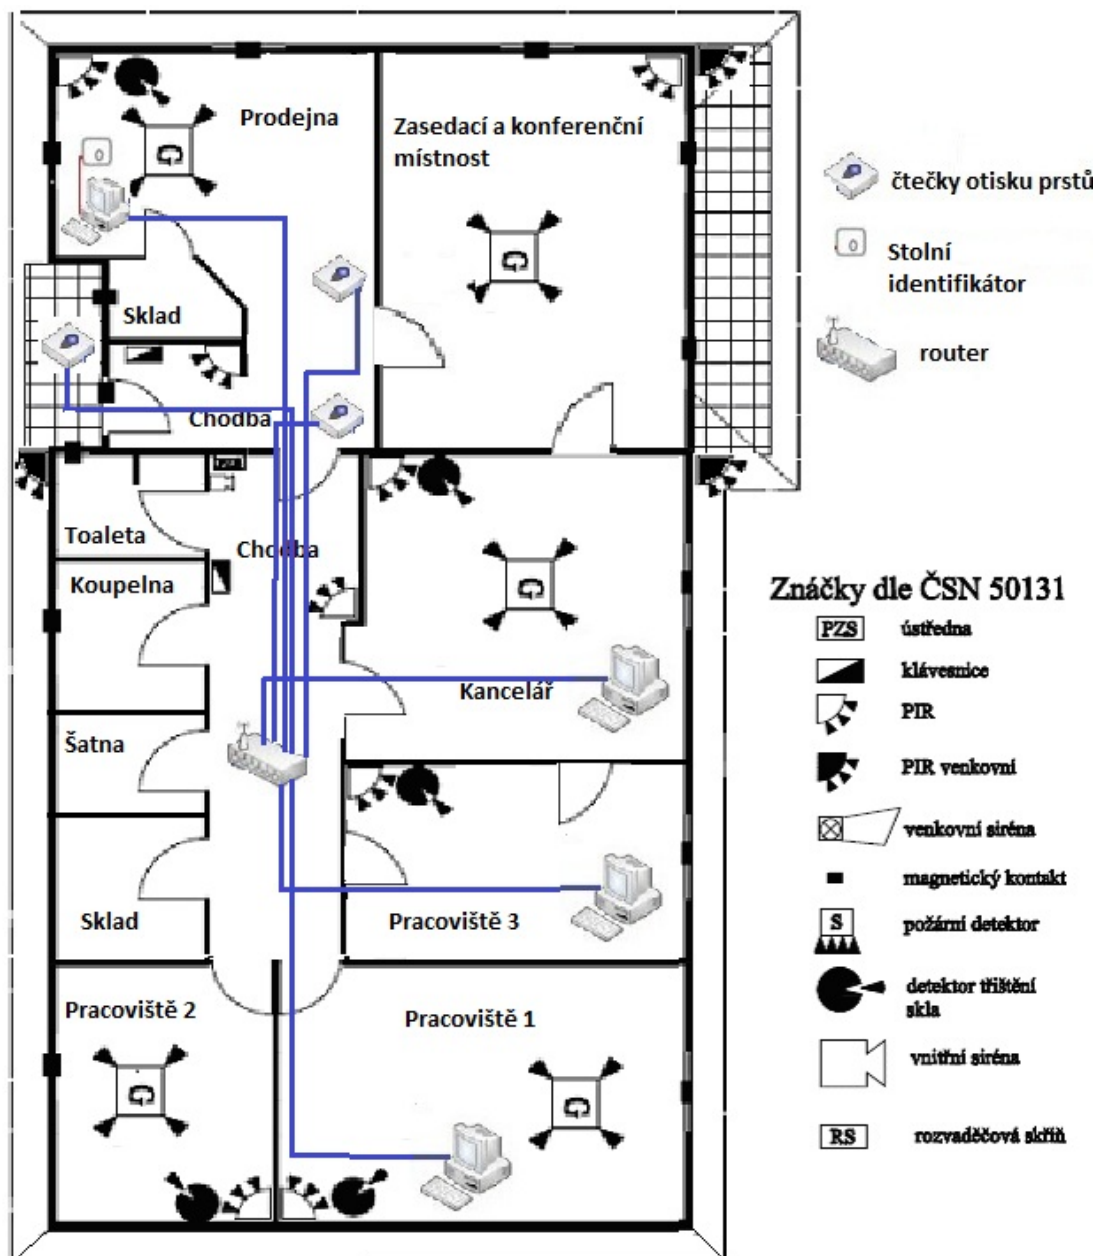 Prodejna
Zasedací a konferenční
místnost
G
G
čtečky otisku prstů
Stolní
identifikátor
router
Sklad
Chodba
Toaleta
Chodba
Koupelna
G
Kancelář
Šatna
Sklad
Pracoviště 3
Pracoviště 2
Pracoviště 1
G
G
Znáčky dle ČSN 50131
PZS ústředna
klávesnice
PIR
PIR venkovní
venkovní siréna
magnetický kontakt
S požární detektor
detektor tříštění
skla
vnitřní siréna
RS rozvaděčová skříň